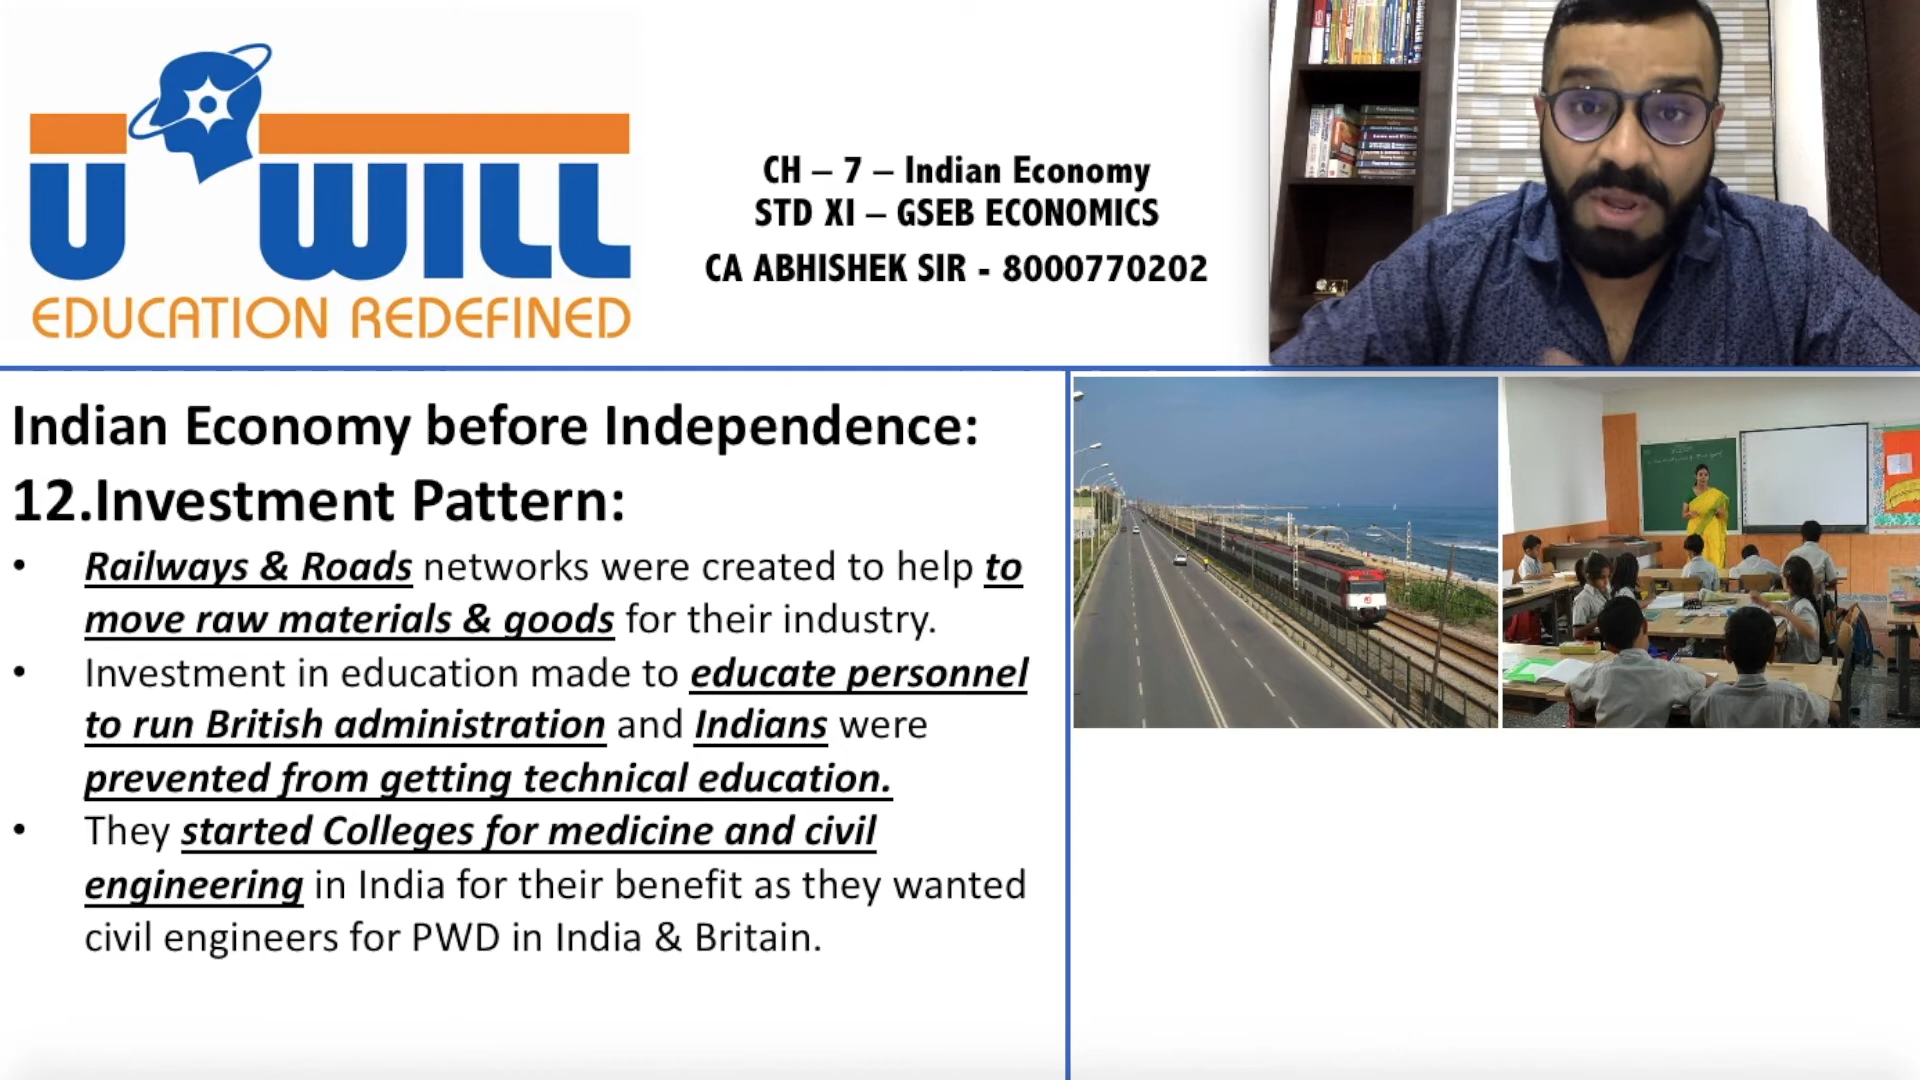 U WILL
EDUCATION REDEFINED
CH – 7 – Indian Economy
STD XI – GSEB ECONOMICS
CA ABHISHEK SIR - 8000770202
Indian Economy before Independence:
12.Investment Pattern:
• Railways & Roads networks were created to help to
move raw materials & goods for their industry.
• Investment in education made to educate personnel
to run British administration and Indians were
prevented from getting technical education.
• They started Colleges for medicine and civil
engineering in India for their benefit as they wanted
civil engineers for PWD in India & Britain.